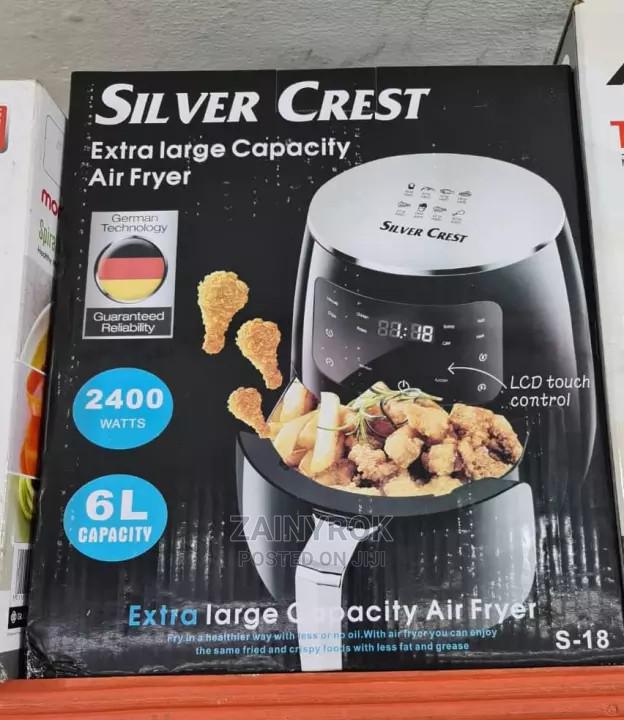 SILVER CREST
Extra large Capacity
Air Fryer
German
Technology
Guaranteed
Reliability
2400
WATTS
6L
CAPACITY
SILVER CREST
LCD touch
control
ZAINYROK
POSTED ON JIJI
Extra large Capacity Air Fryer
Fry in a healthier way with less or no oil.With air fryer you can enjoy
the same fried and crispy foods with less fat and grease
S-18
mo
Spira